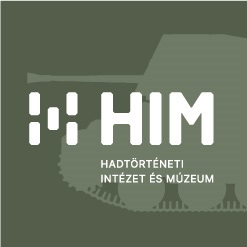 HIM
HADTÖRTÉNETI
INTÉZET ÉS MÚZEUM